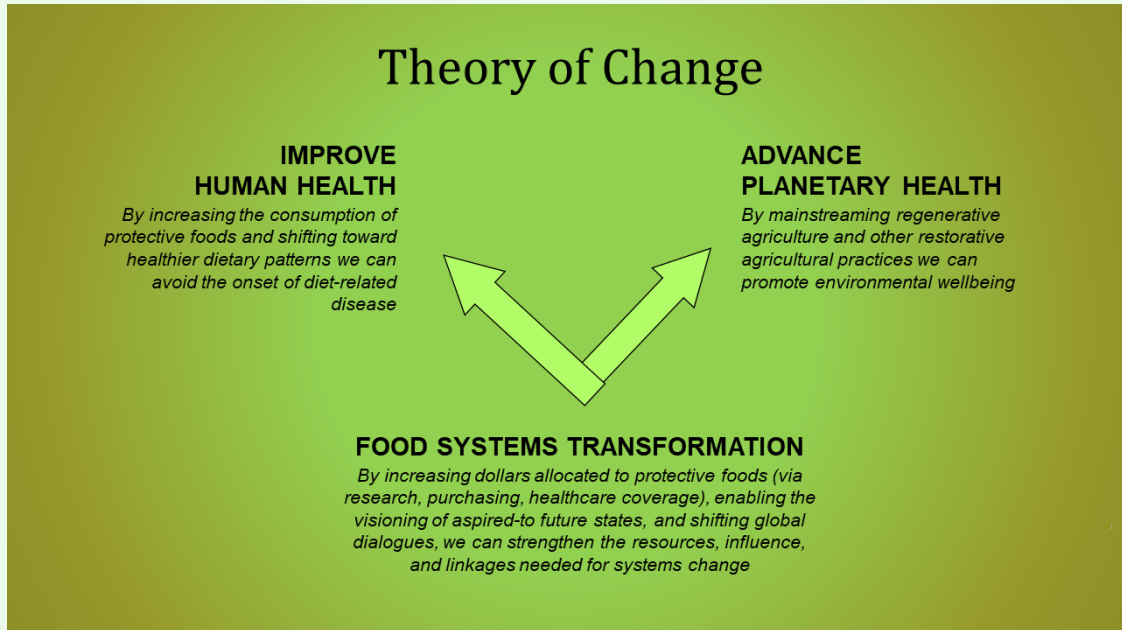 Theory of Change
IMPROVE
HUMAN HEALTH
By increasing the consumption of
protective foods and shifting toward
healthier dietary patterns we can
avoid the onset of diet-related
disease
ADVANCE
PLANETARY HEALTH
By mainstreaming regenerative
agriculture and other restorative
agricultural practices we can
promote environmental wellbeing
FOOD SYSTEMS TRANSFORMATION
By increasing dollars allocated to protective foods (via
research, purchasing, healthcare coverage), enabling the
visioning of aspired-to future states, and shifting global
dialogues, we can strengthen the resources, influence,
and linkages needed for systems change